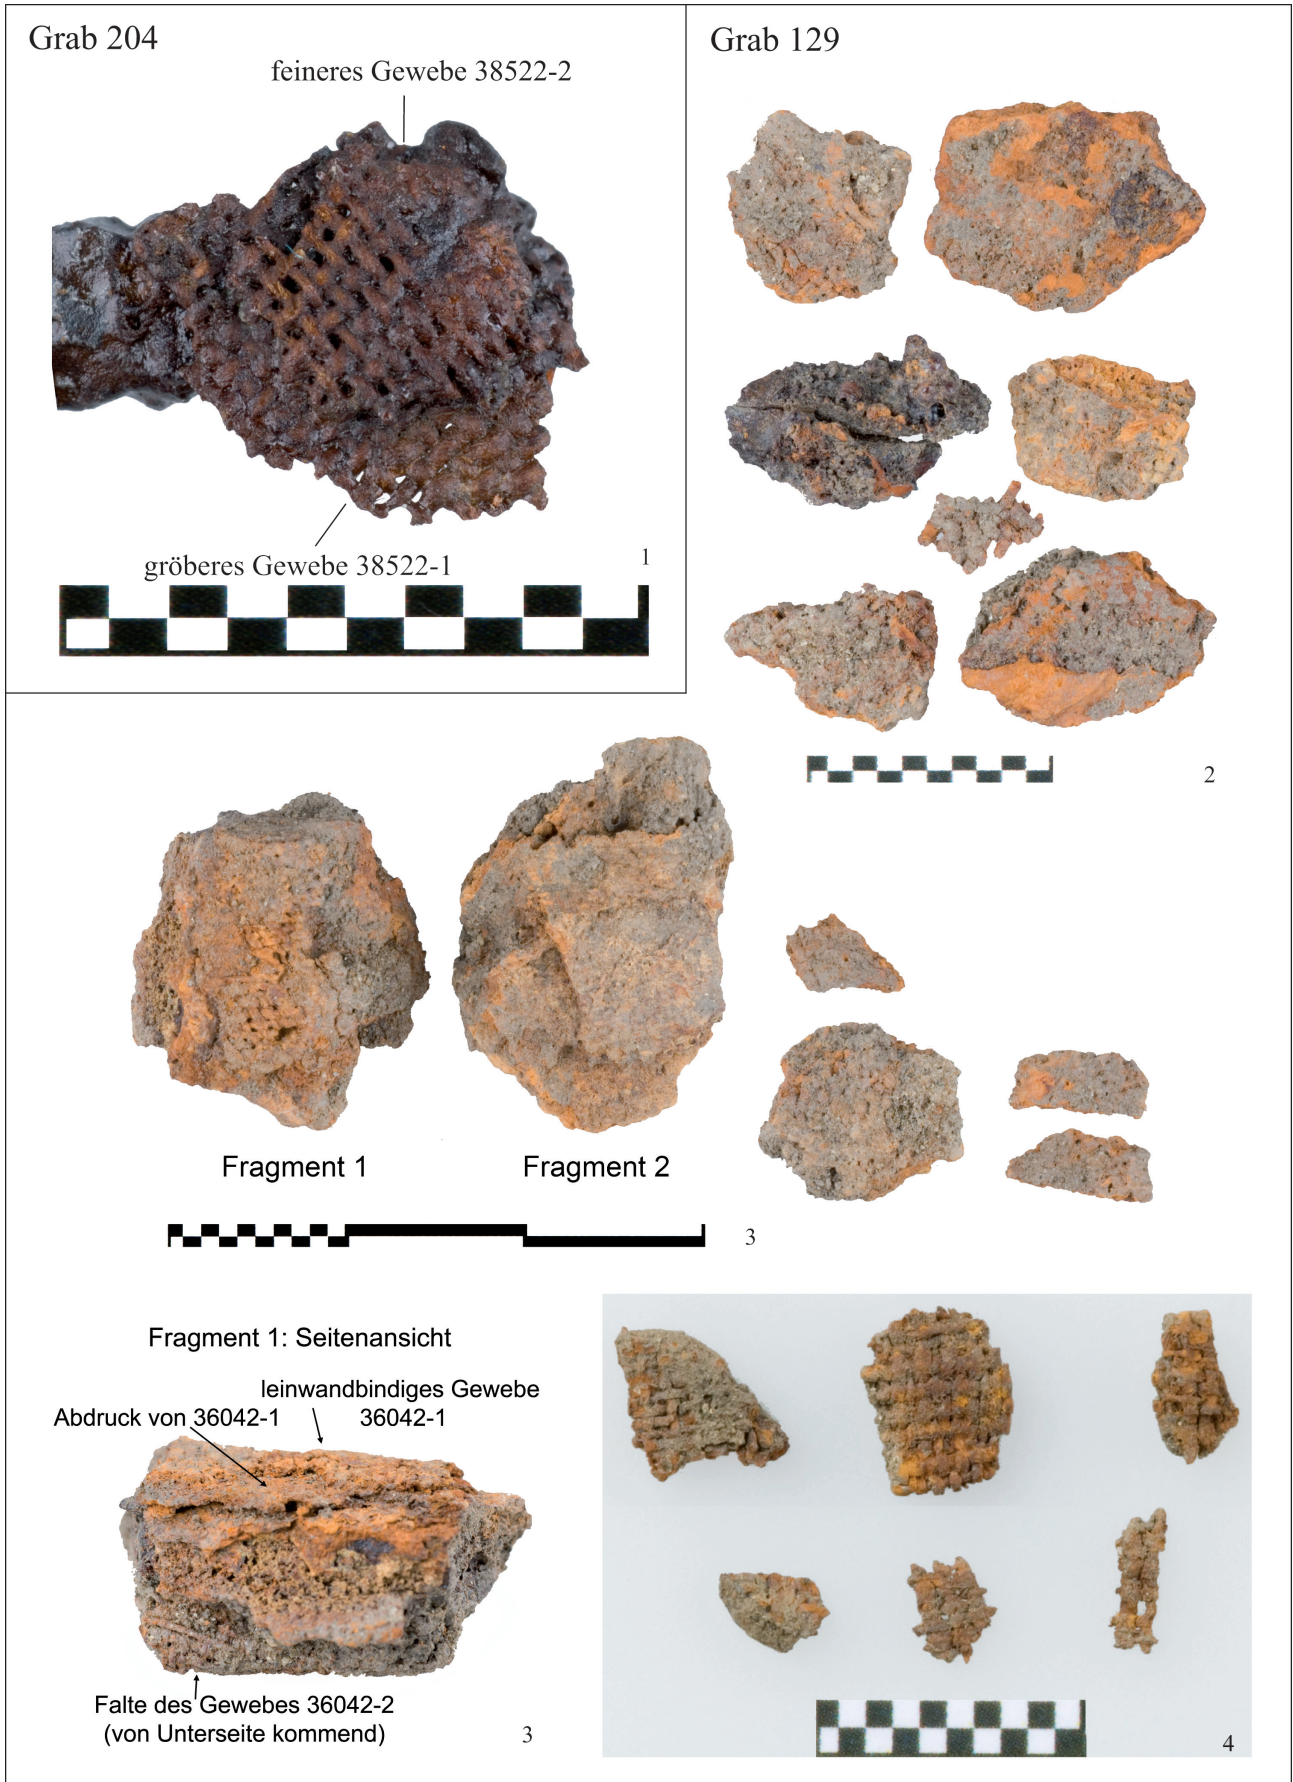 Grab 204
feineres Gewebe 38522-2
gröberes Gewebe 38522-1
1
Grab 129
2
Fragment 1
Fragment 2
3
Fragment 1: Seitenansicht
leinwandbindiges Gewebe
36042-1
Abdruck von 36042-1
Falte des Gewebes 36042-2
(von Unterseite kommend)
3
4